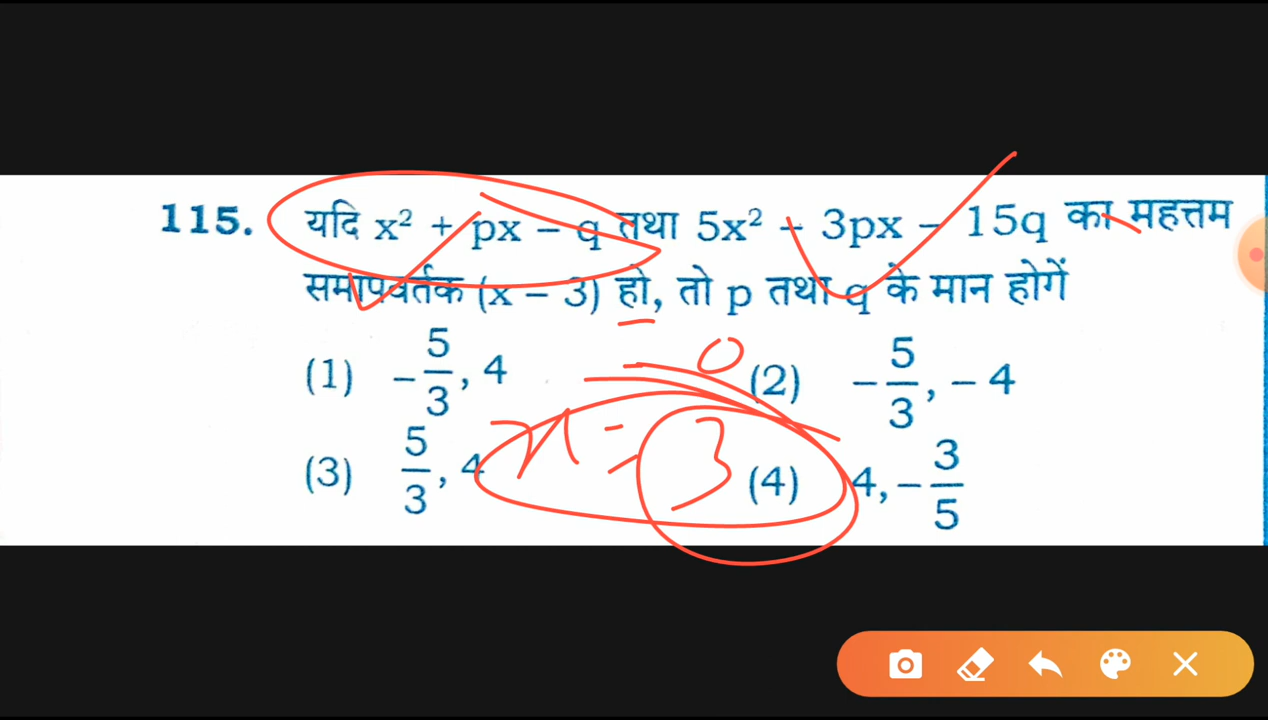 115. यदि x² + px – q तथा 5x² – 3px – 15q का महत्तम
समापवर्तक (x – 3) हो, तो p तथा q के मान होगें
(1) –5/3, 4 (2) –5/3, – 4
(3) 5/3, 4 (4) 4, –3/5
0
x = 3